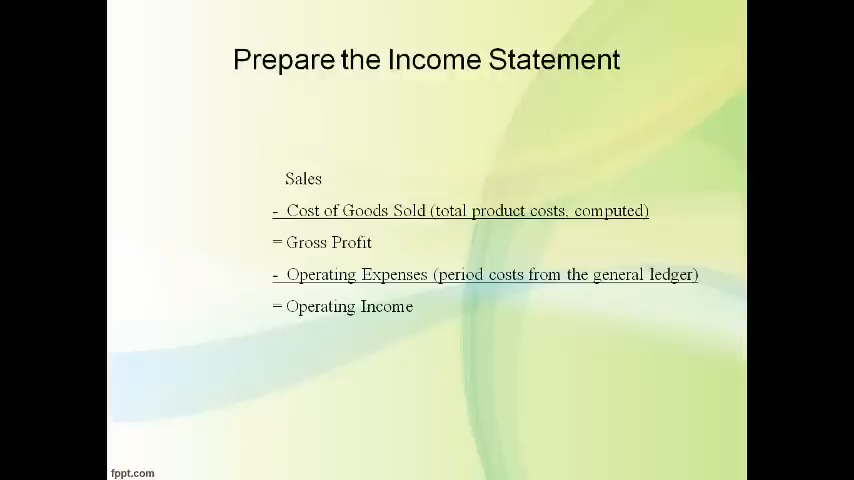 Prepare the Income Statement
Sales
- Cost of Goods Sold (total product costs, computed)
= Gross Profit
- Operating Expenses (period costs from the general ledger)
= Operating Income
fppt.com